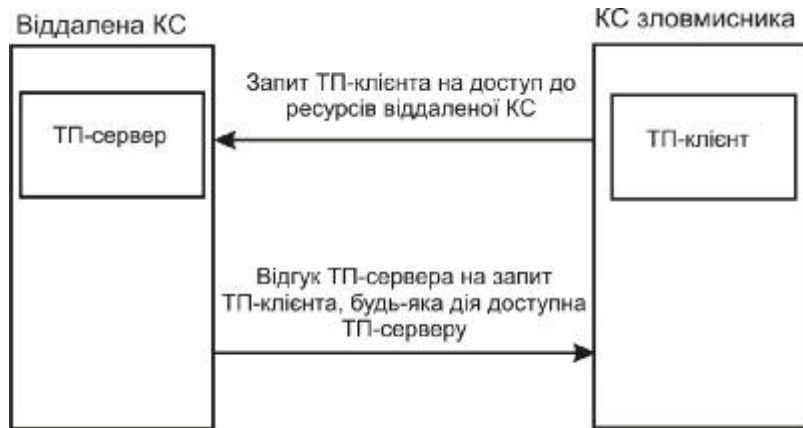 Віддалена КС
КС зловмисника
Запит ТП-клієнта на доступ до
ресурсів віддаленої КС
ТП-сервер
ТП-клієнт
Відгук ТП-сервера на запит
ТП-клієнта, будь-яка дія доступна
ТП-серверу